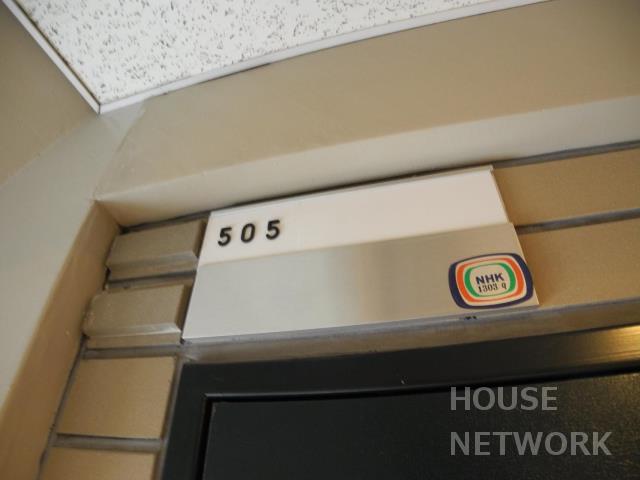 505
NHK
1303 q
HOUSE
NETWORK